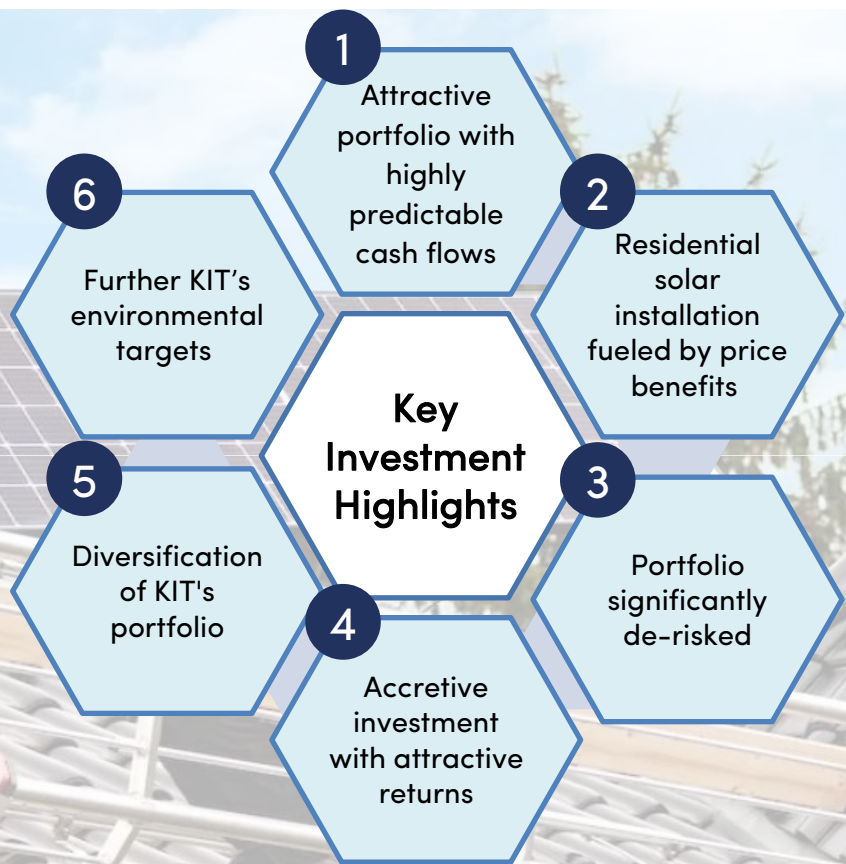 Key
Investment
Highlights
1
Attractive
portfolio with
highly
predictable
cash flows
2
Residential
solar
installation
fueled by price
benefits
3
Portfolio
significantly
de-risked
4
Accretive
investment
with attractive
returns
5
Diversification
of KIT's
portfolio
6
Further KIT’s
environmental
targets